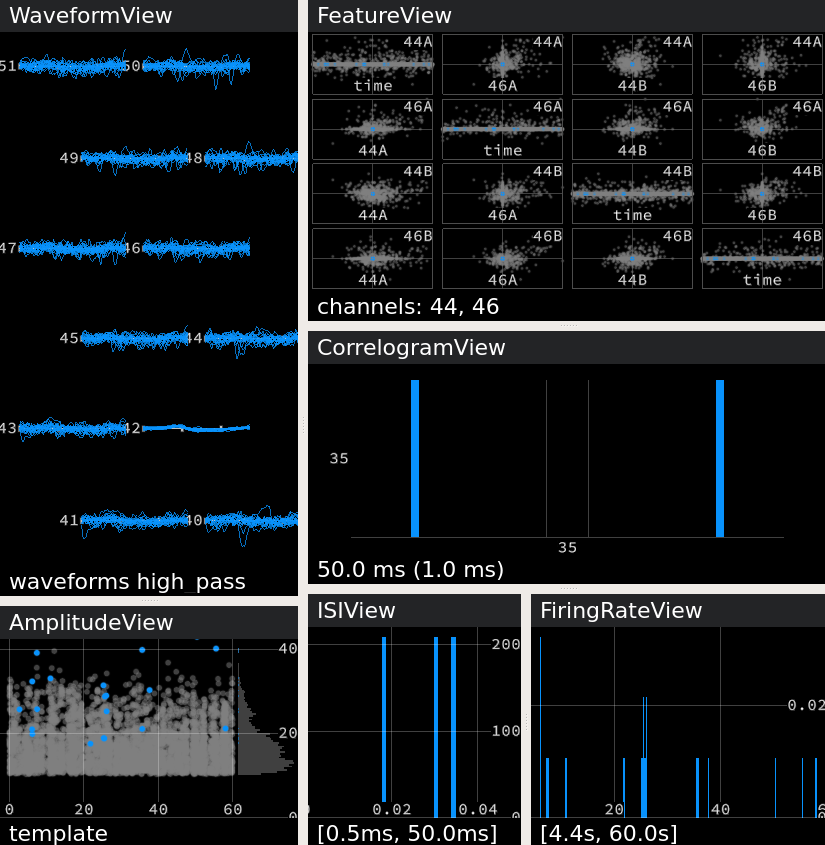 WaveformView
51 50
49 48
47 46
45 44
43 42
41 40
waveforms high_pass
FeatureView
44A 44A 44A 44A
time 46A 44B 46B
46A 46A 46A 46A
44A time 44B 46B
44B 44B 44B 44B
44A 46A time 46B
46B 46B 46B 46B
44A 46A 44B time
channels: 44, 46
CorrelogramView
35
35
50.0 ms (1.0 ms)
AmplitudeView
40
20
0 20 40 60 0
template
ISIView
200
100
0 0.02 0.04 0
[0.5ms, 50.0ms]
FiringRateView
0.02
20 40
[4.4s, 60.0s]